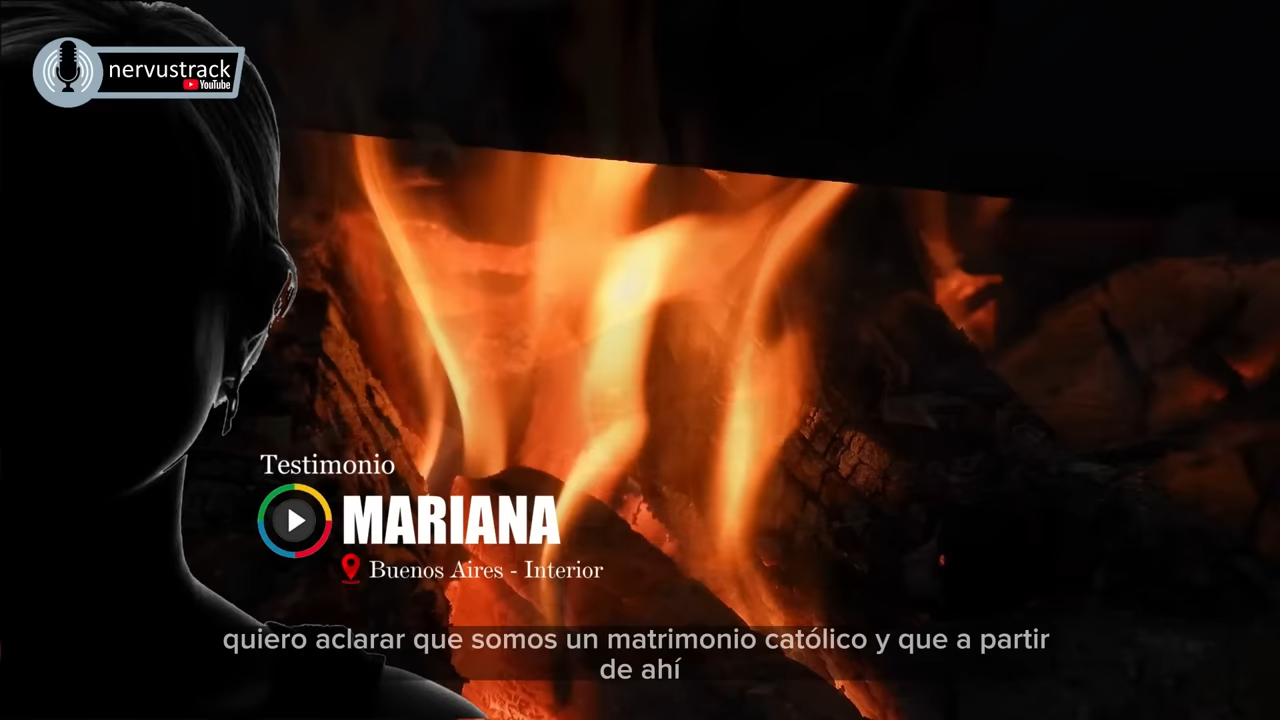 nervustrack
YouTube
Testimonio
MARIANA
Buenos Aires - Interior
quiero aclarar que somos un matrimonio católico y que a partir
de ahí